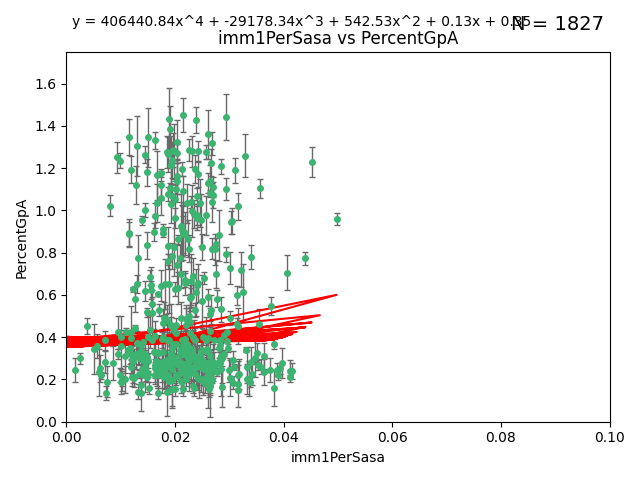 y = 406440.84x^4 + -29178.34x^3 + 542.53x^2 + 0.13x + 0.35
N = 1827
imm1PerSasa vs PercentGpA
PercentGpA
1.6
1.4
1.2
1.0
0.8
0.6
0.4
0.2
0.0
0.00 0.02 0.04 0.06 0.08 0.10
imm1PerSasa